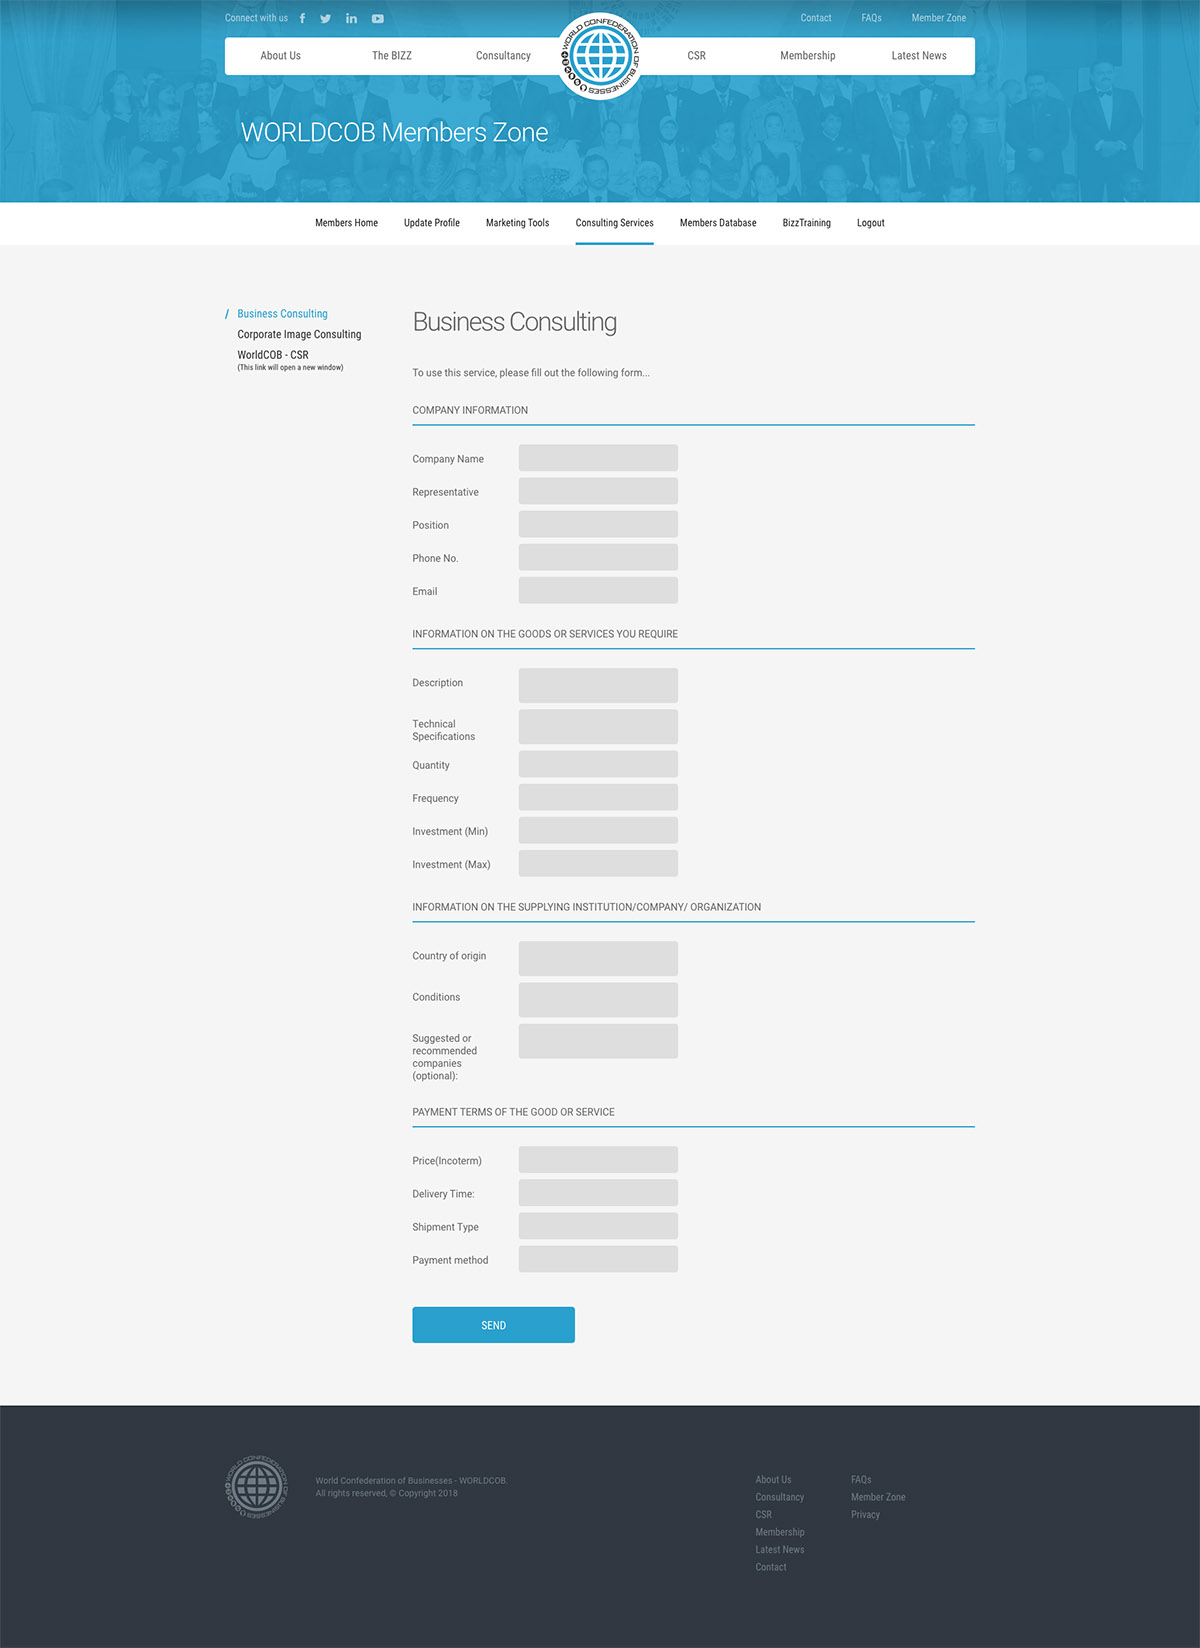 Connect with us
Contact
FAQs
Member Zone
About Us
The BIZZ
Consultancy
WORLD CONFEDERATION OF BUSINESSES
CSR
Membership
Latest News
WORLDCOB Members Zone
Members Home
Update Profile
Marketing Tools
Consulting Services
Members Database
BizzTraining
Logout
/ Business Consulting
Corporate Image Consulting
WorldCOB - CSR
(This link will open a new window)
Business Consulting
To use this service, please fill out the following form...
COMPANY INFORMATION
Company Name
Representative
Position
Phone No.
Email
INFORMATION ON THE GOODS OR SERVICES YOU REQUIRE
Description
Technical
Specifications
Quantity
Frequency
Investment (Min)
Investment (Max)
INFORMATION ON THE SUPPLYING INSTITUTION/COMPANY/ ORGANIZATION
Country of origin
Conditions
Suggested or
recommended
companies
(optional):
PAYMENT TERMS OF THE GOOD OR SERVICE
Price(Incoterm)
Delivery Time:
Shipment Type
Payment method
SEND
WORLD CONFEDERATION OF BUSINESSES
World Confederation of Businesses - WORLDCOB.
All rights reserved, © Copyright 2018
About Us
Consultancy
CSR
Membership
Latest News
Contact
FAQs
Member Zone
Privacy